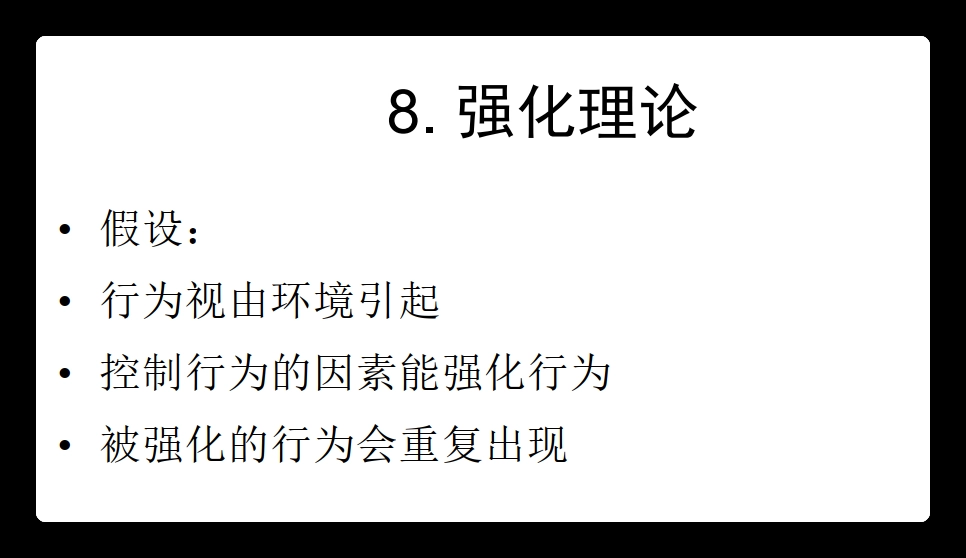 8. 强化理论
• 假设：
• 行为视由环境引起
• 控制行为的因素能强化行为
• 被强化的行为会重复出现